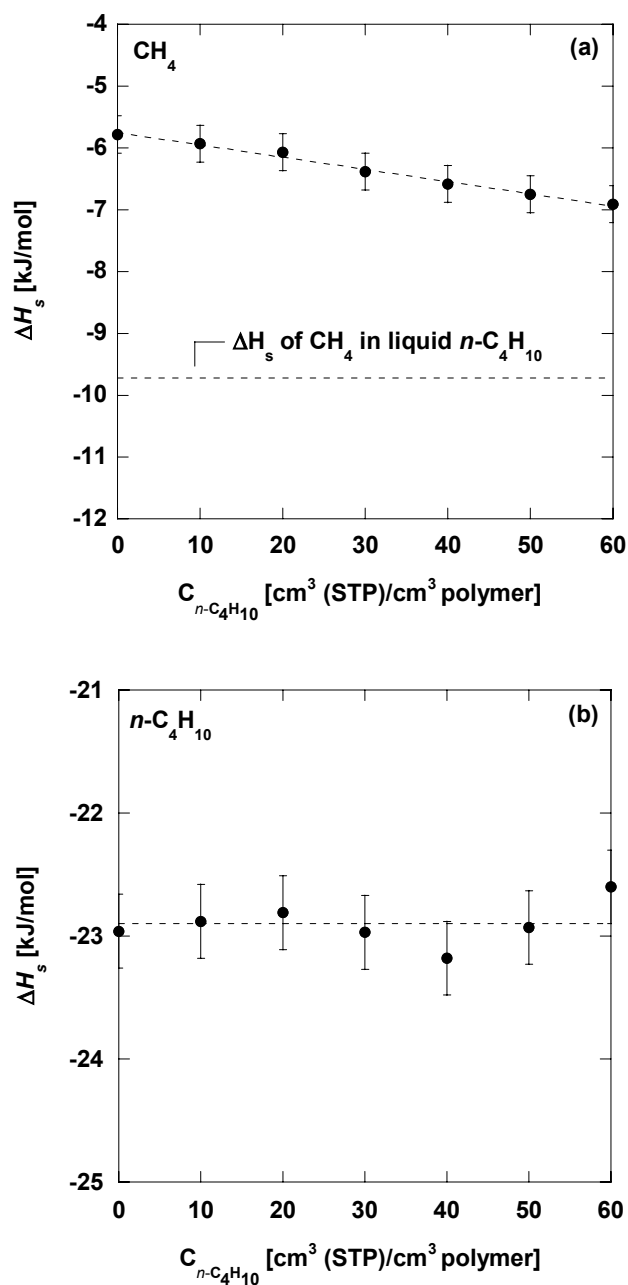 -4
CH₄
(a)
-5
-6
-7
-8
-9
-10
-11
-12
ΔHₛ [kJ/mol]
ΔHₛ of CH₄ in liquid n-C₄H₁₀
0 10 20 30 40 50 60
C n-C₄H₁₀ [cm³ (STP)/cm³ polymer]
-21
n-C₄H₁₀
(b)
-22
-23
-24
-25
ΔHₛ [kJ/mol]
0 10 20 30 40 50 60
C n-C₄H₁₀ [cm³ (STP)/cm³ polymer]